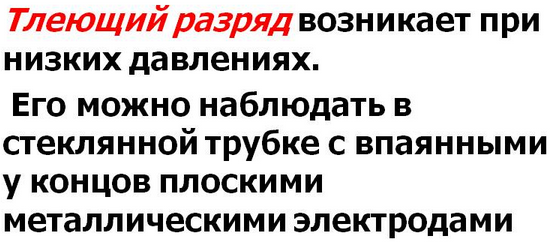 Тлеющий разряд возникает при
низких давлениях.
Его можно наблюдать в
стеклянной трубке с впаянными
у концов плоскими
металлическими электродами